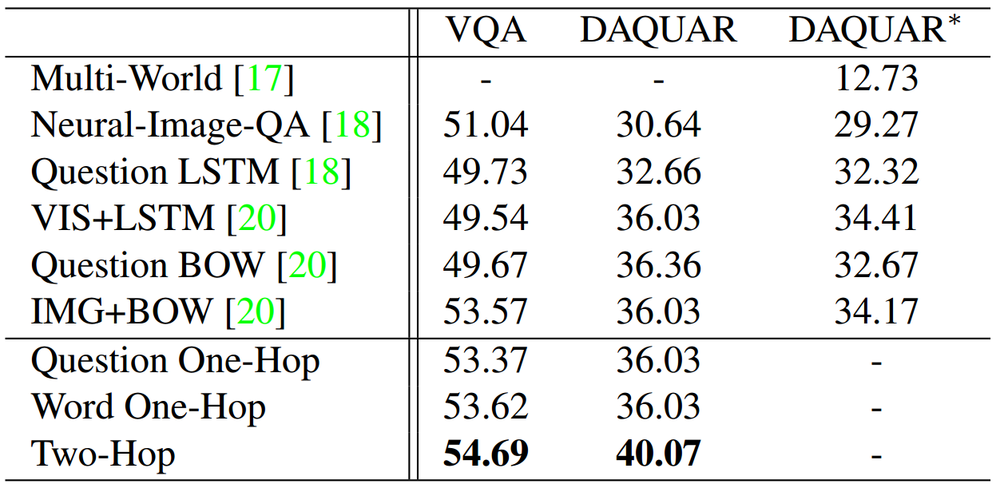 VQA DAQUAR DAQUAR*
Multi-World [17] - - 12.73
Neural-Image-QA [18] 51.04 30.64 29.27
Question LSTM [18] 49.73 32.66 32.32
VIS+LSTM [20] 49.54 36.03 34.41
Question BOW [20] 49.67 36.36 32.67
IMG+BOW [20] 53.57 36.03 34.17
Question One-Hop 53.37 36.03 -
Word One-Hop 53.62 36.03 -
Two-Hop 54.69 40.07 -